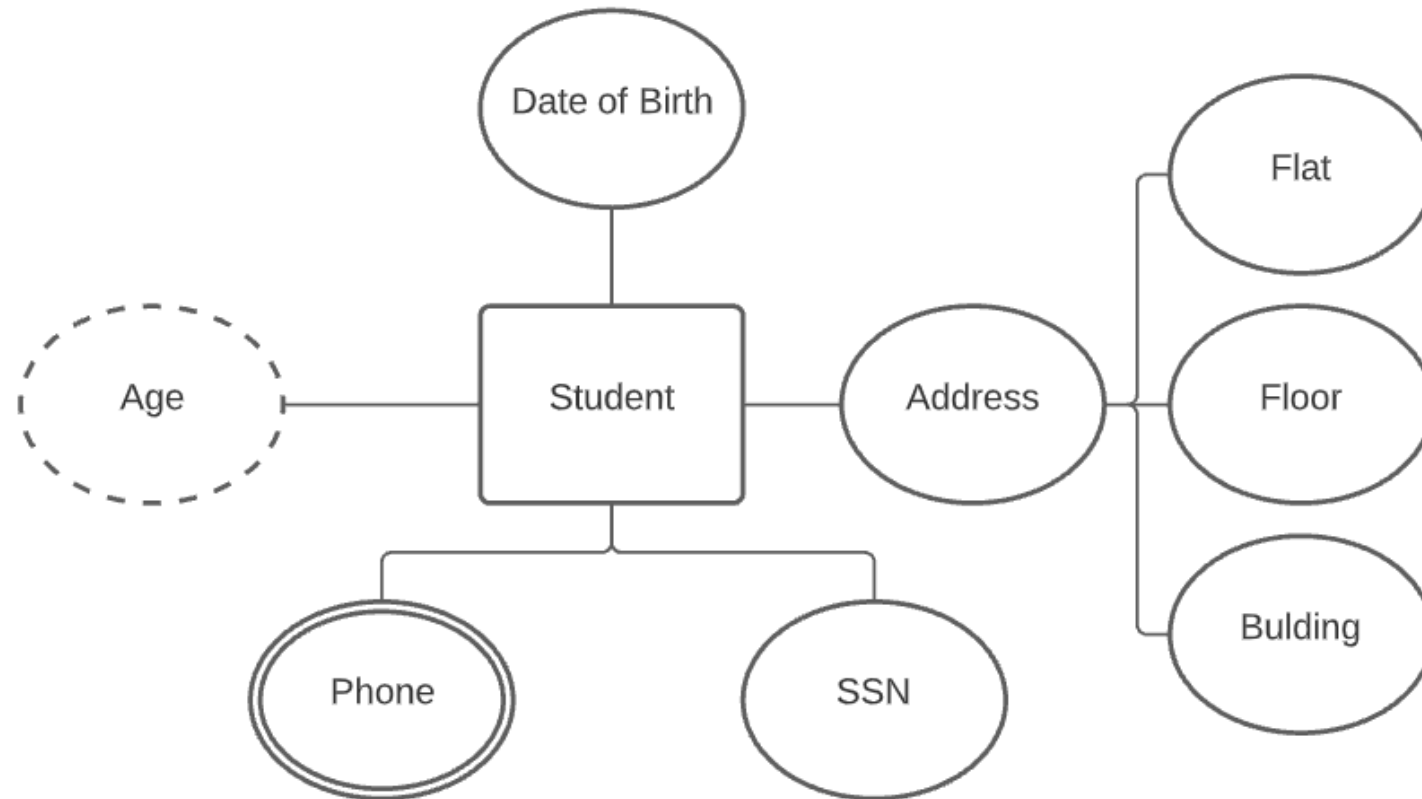 Date of Birth
Flat
Age
Student
Address
Floor
Bulding
Phone
SSN